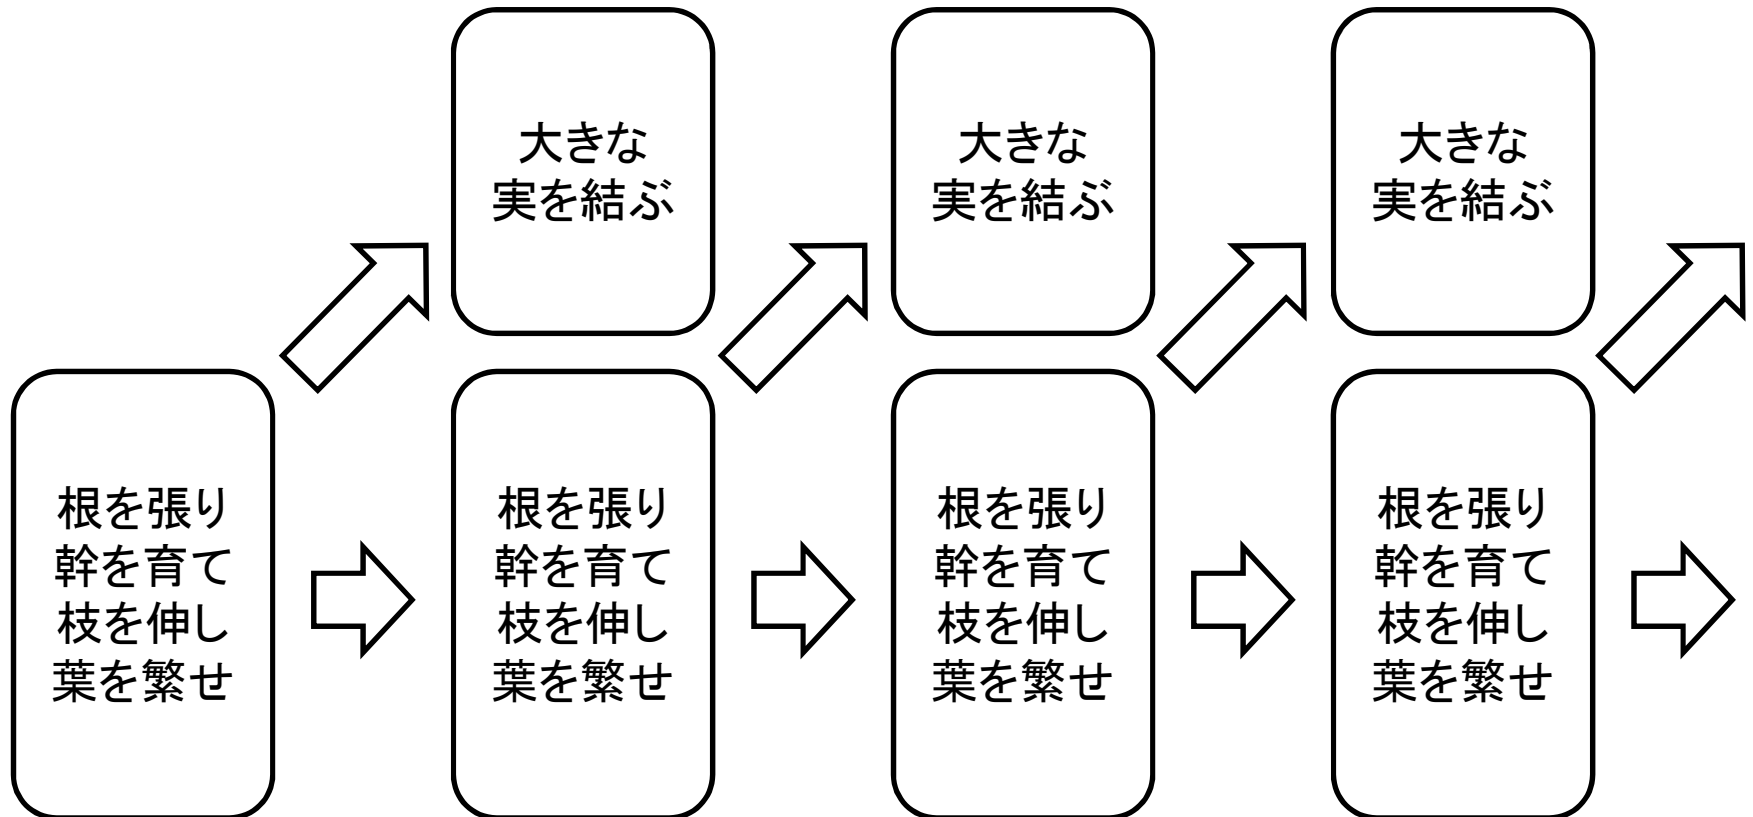 大きな
実を結ぶ
大きな
実を結ぶ
大きな
実を結ぶ
根を張り
幹を育て
枝を伸し
葉を繁せ
根を張り
幹を育て
枝を伸し
葉を繁せ
根を張り
幹を育て
枝を伸し
葉を繁せ
根を張り
幹を育て
枝を伸し
葉を繁せ